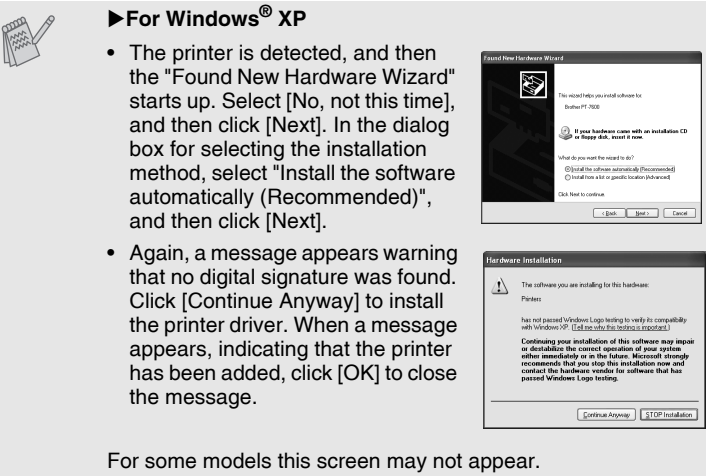 ▶For Windows® XP
• The printer is detected, and then
the "Found New Hardware Wizard"
starts up. Select [No, not this time],
and then click [Next]. In the dialog
box for selecting the installation
method, select "Install the software
automatically (Recommended)",
and then click [Next].
Found New Hardware Wizard
This wizard helps you install software for:
Brother PT-7600
If your hardware came with an installation CD
or floppy disk, insert it now.
What do you want the wizard to do?
Install the software automatically (Recommended)
Install from a list or specific location (Advanced)
Click Next to continue.
< Back Next > Cancel
• Again, a message appears warning
that no digital signature was found.
Click [Continue Anyway] to install
the printer driver. When a message
appears, indicating that the printer
has been added, click [OK] to close
the message.
Hardware Installation
The software you are installing for this hardware:
Printers
has not passed Windows Logo testing to verify its compatibility
with Windows XP. (Tell me why this testing is important.)
Continuing your installation of this software may impair
or destabilize the correct operation of your system
either immediately or in the future. Microsoft strongly
recommends that you stop this installation now and
contact the hardware vendor for software that has
passed Windows Logo testing.
Continue Anyway STOP Installation
For some models this screen may not appear.